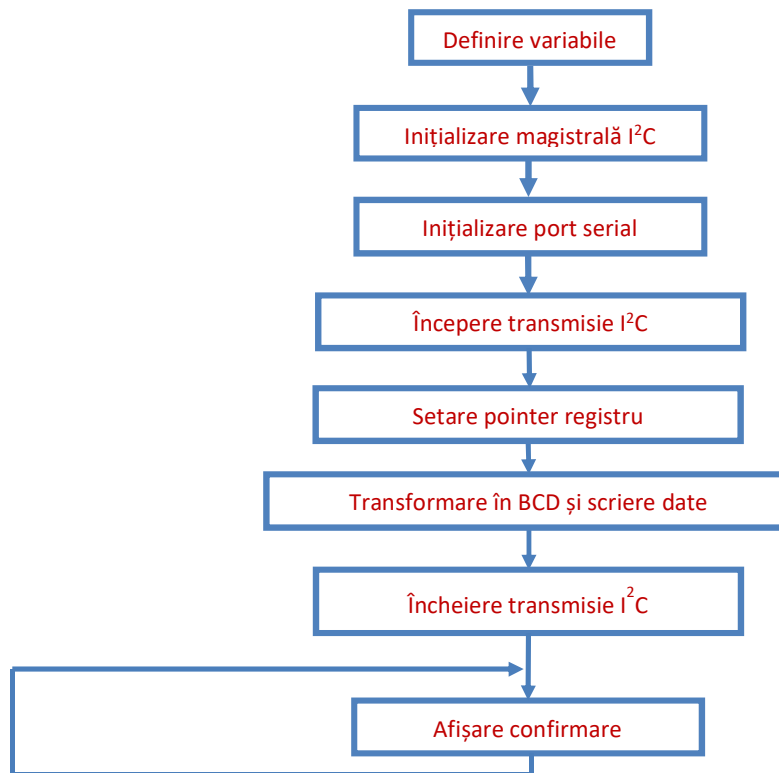 Definire variabile
Inițializare magistrală I²C
Inițializare port serial
Începere transmisie I²C
Setare pointer registru
Transformare în BCD și scriere date
Încheiere transmisie I²C
Afișare confirmare